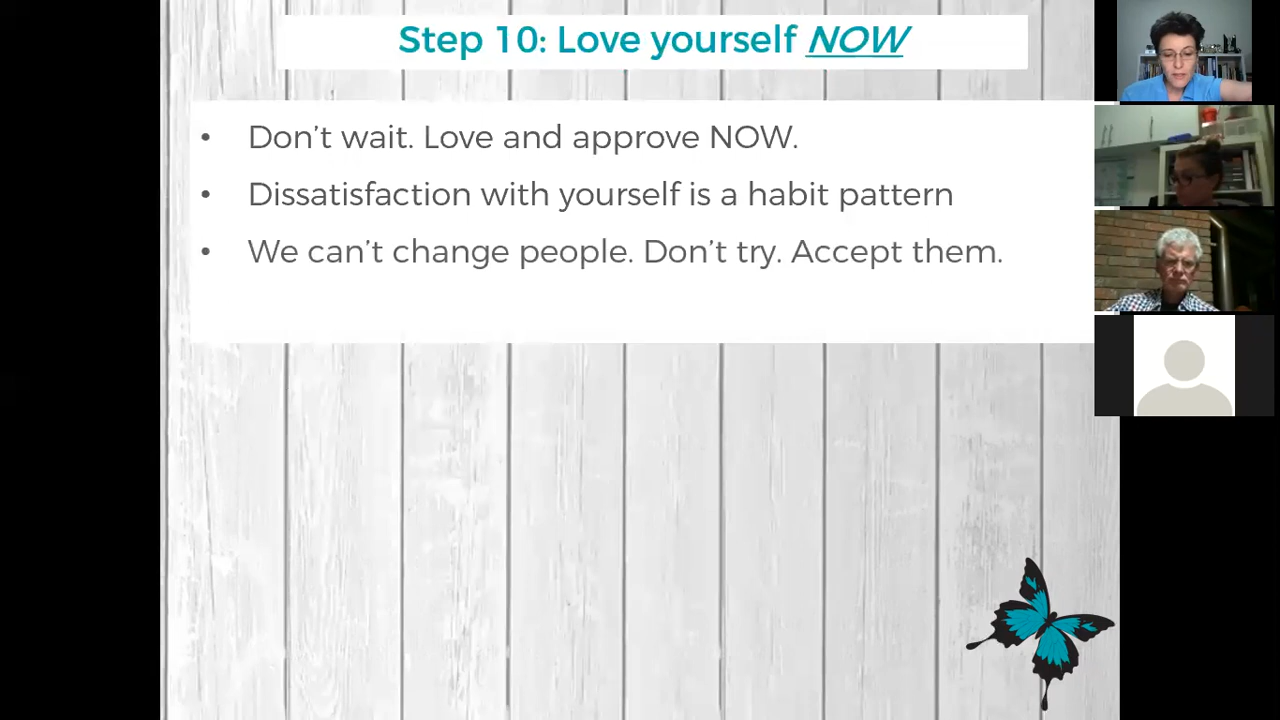 Step 10: Love yourself NOW
• Don't wait. Love and approve NOW.
• Dissatisfaction with yourself is a habit pattern
• We can't change people. Don't try. Accept them.